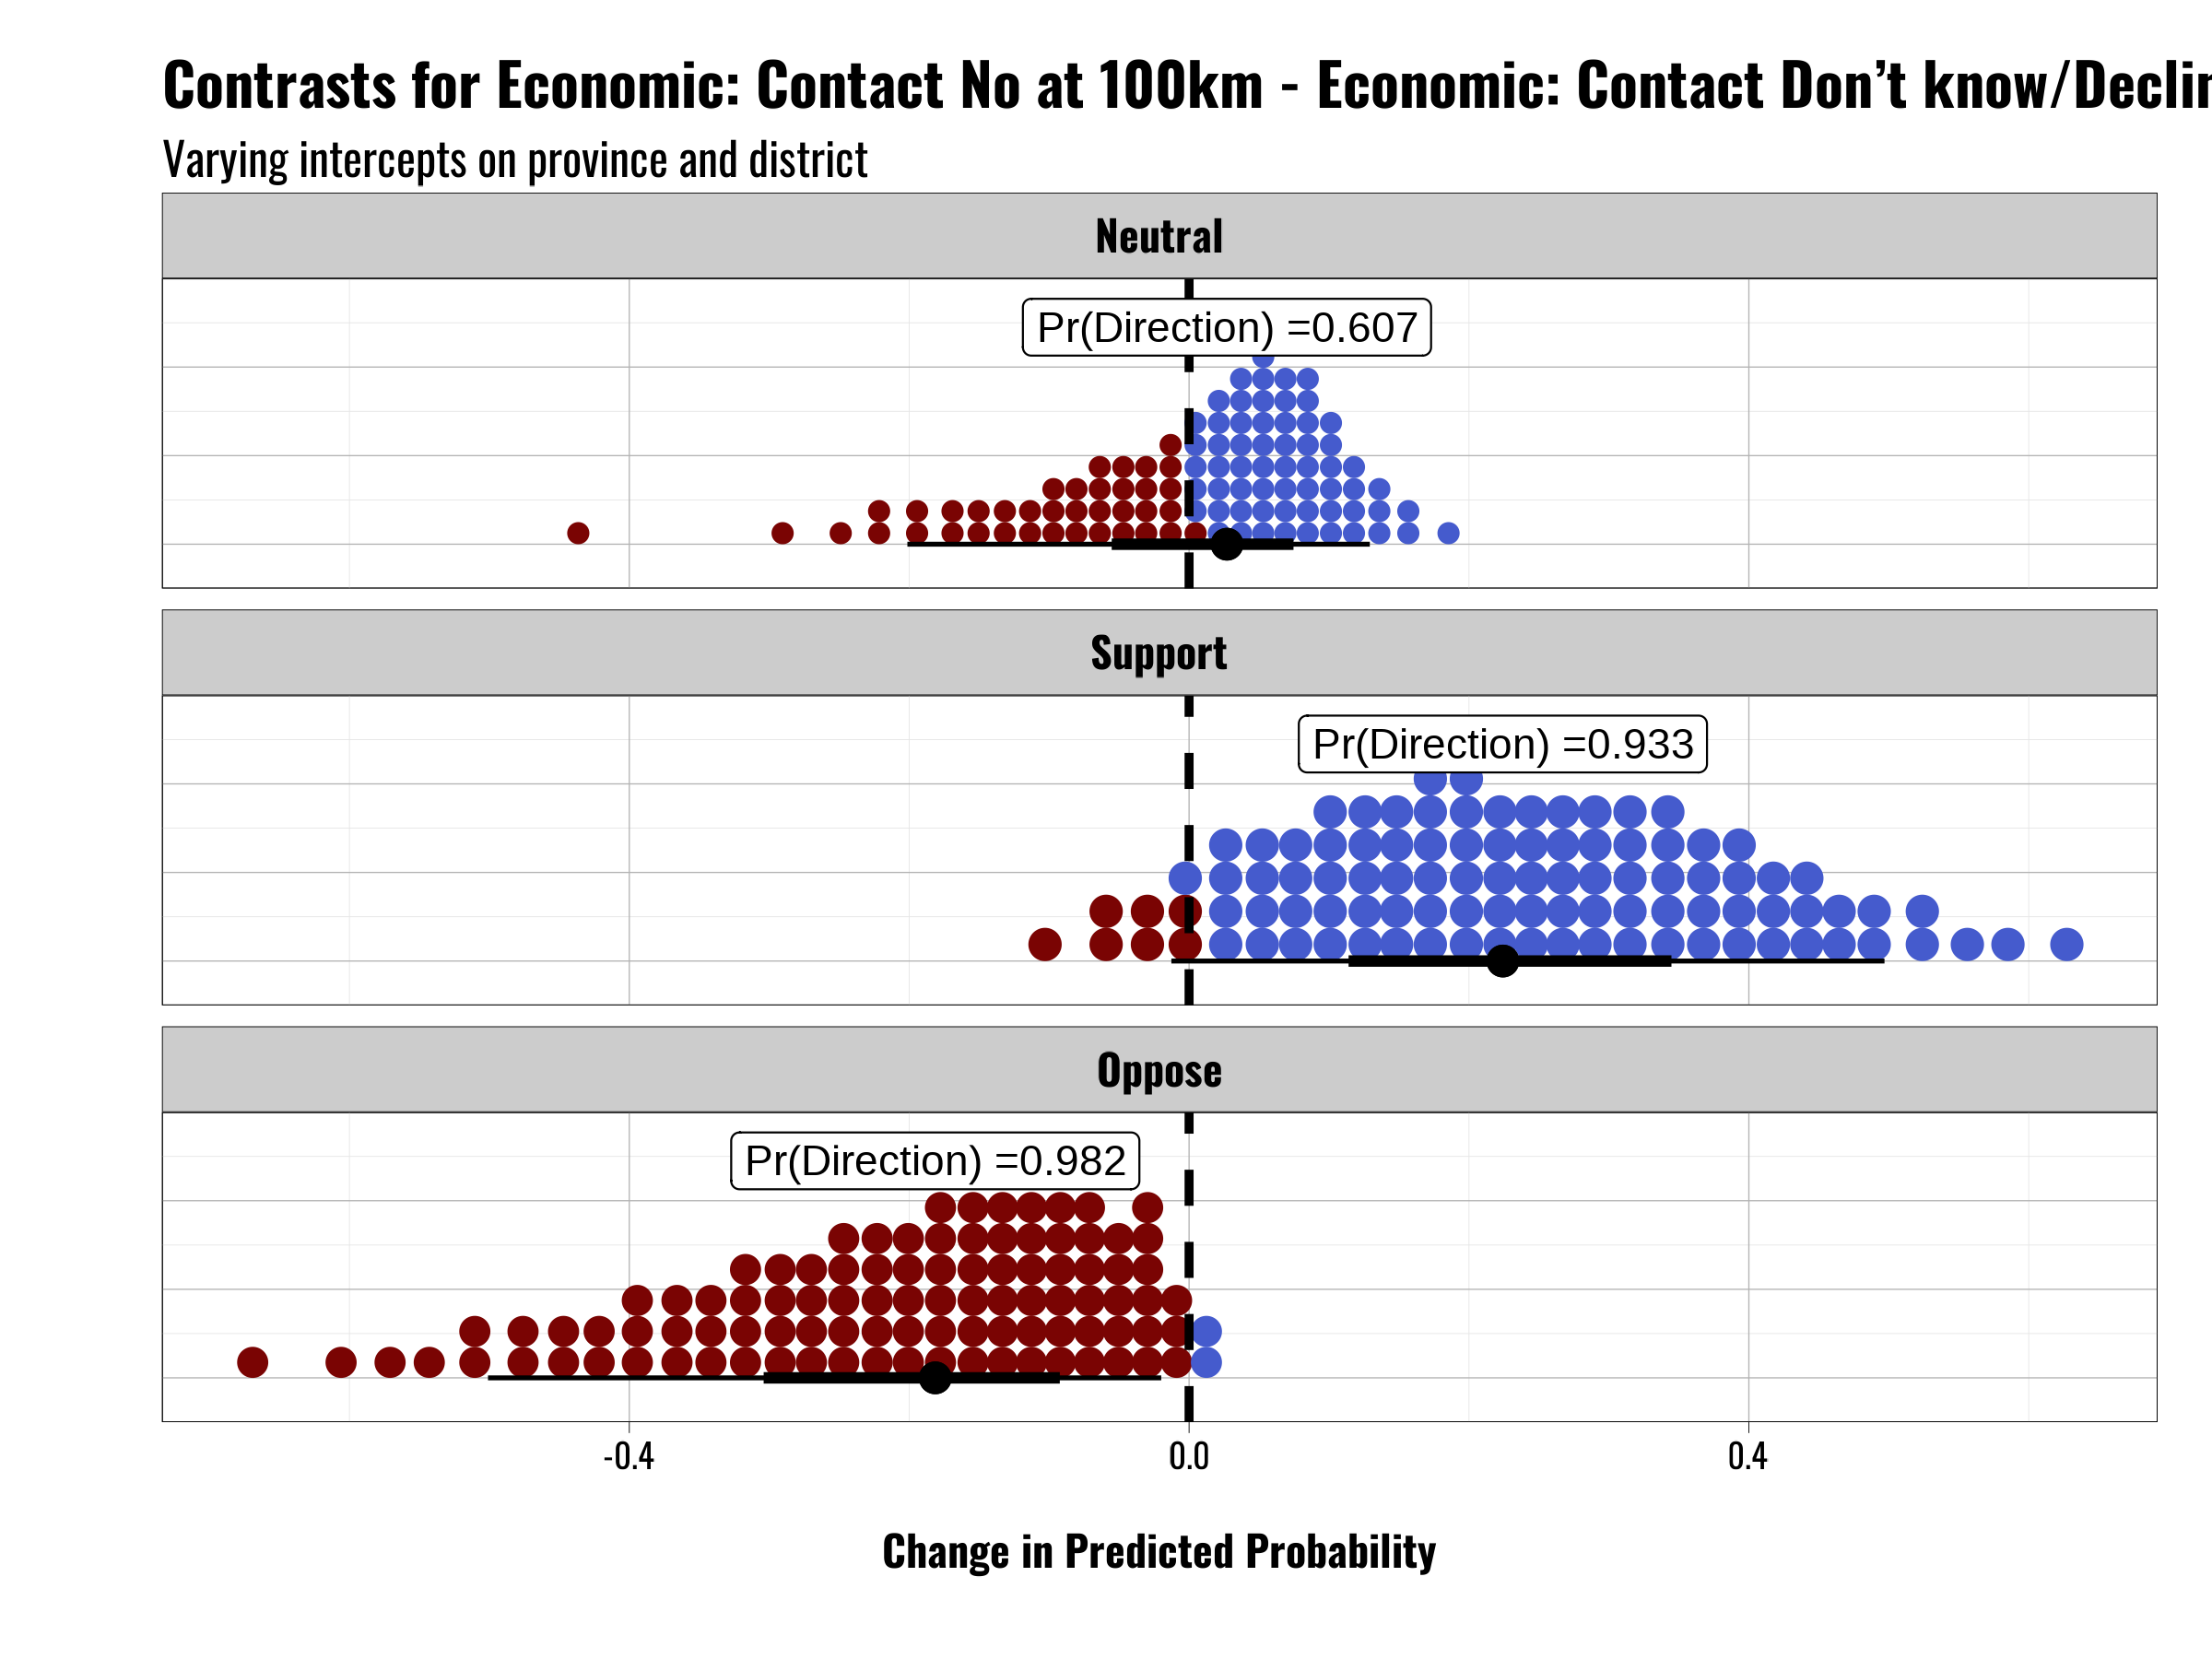 Contrasts for Economic: Contact No at 100km - Economic: Contact Don’t know/Declin
Varying intercepts on province and district
Neutral
Pr(Direction) =0.607
Support
Pr(Direction) =0.933
Oppose
Pr(Direction) =0.982
-0.4 0.0 0.4
Change in Predicted Probability